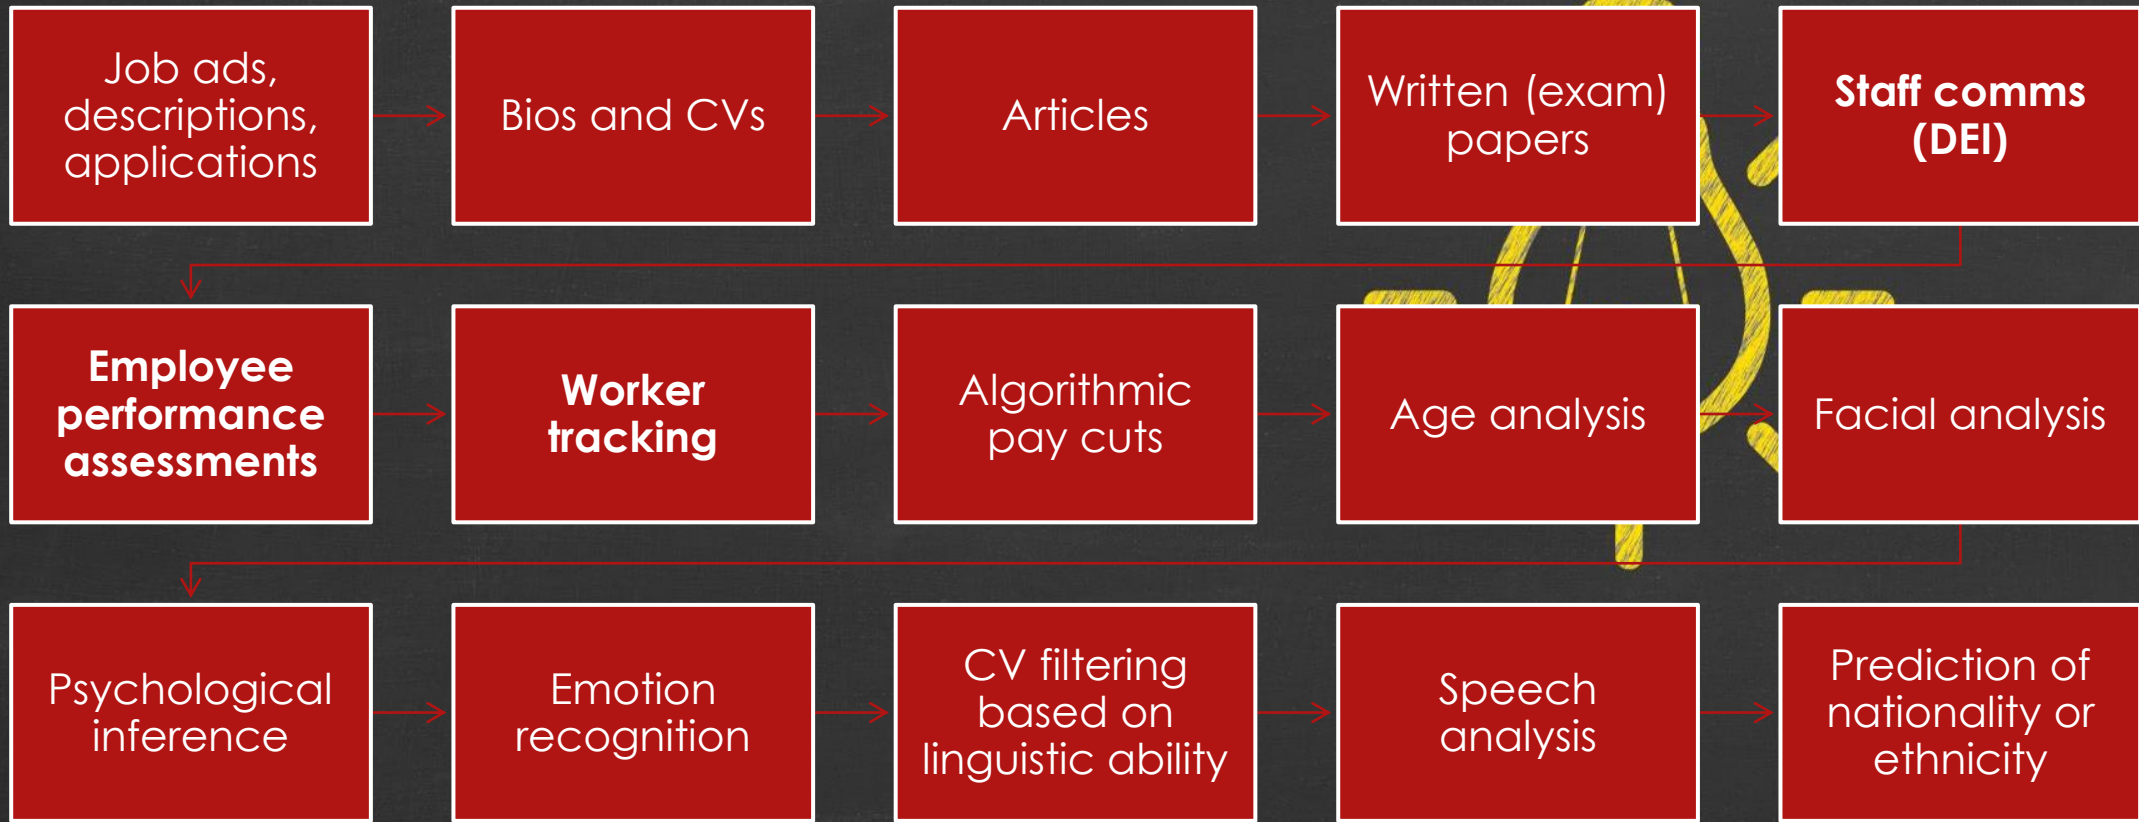 Job ads,
descriptions,
applications
Bios and CVs
Articles
Written (exam)
papers
Staff comms
(DEI)
Employee
performance
assessments
Worker
tracking
Algorithmic
pay cuts
Age analysis
Facial analysis
Psychological
inference
Emotion
recognition
CV filtering
based on
linguistic ability
Speech
analysis
Prediction of
nationality or
ethnicity